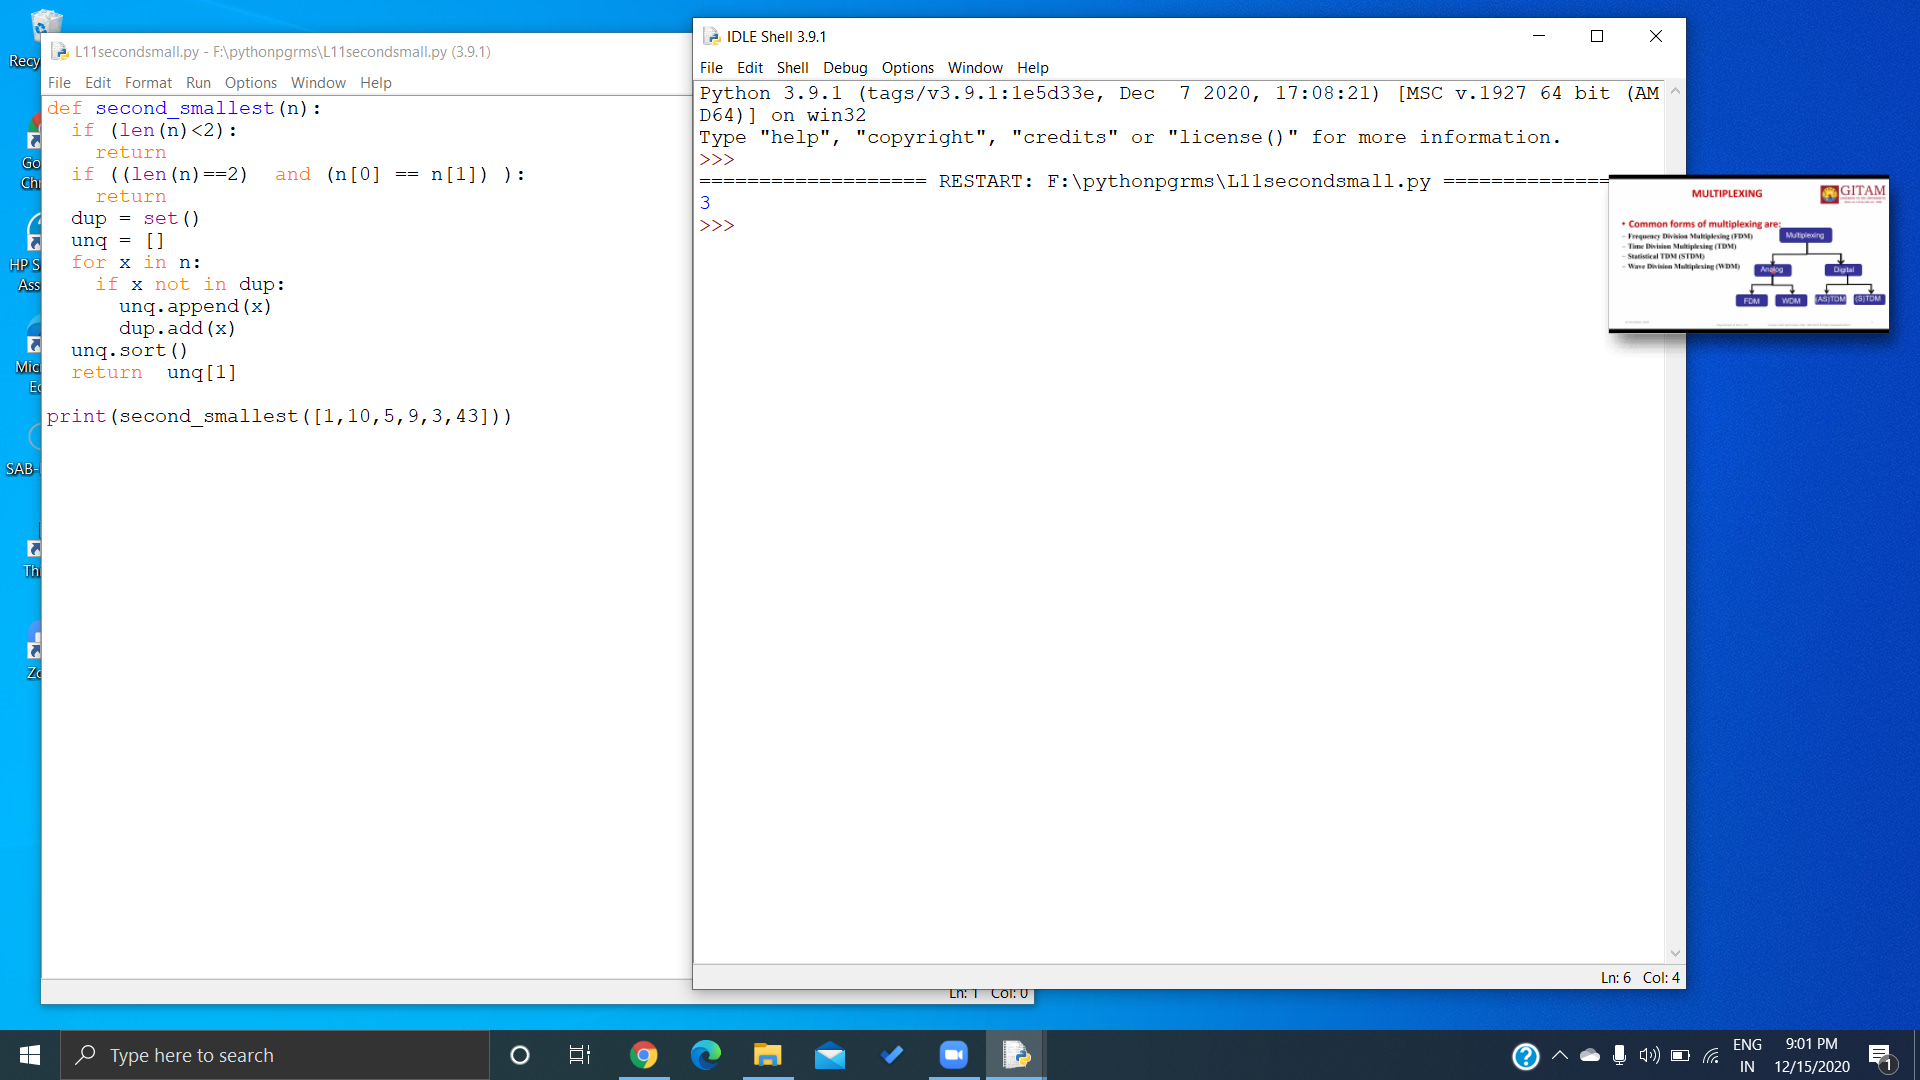 Recy
Go
Chr
HP S
Ass
Mic
Ed
SAB-
Th
Zo
L11secondsmall.py - F:\pythonpgrms\L11secondsmall.py (3.9.1)
File Edit Format Run Options Window Help
def second_smallest(n):
  if (len(n)<2):
    return
  if ((len(n)==2)  and (n[0] == n[1]) ):
    return
  dup = set()
  unq = []
  for x in n:
    if x not in dup:
      unq.append(x)
      dup.add(x)
  unq.sort()
  return  unq[1]
print(second_smallest([1,10,5,9,3,43]))
Ln: 1 Col: 0
IDLE Shell 3.9.1
File Edit Shell Debug Options Window Help
Python 3.9.1 (tags/v3.9.1:1e5d33e, Dec  7 2020, 17:08:21) [MSC v.1927 64 bit (AM
D64)] on win32
Type "help", "copyright", "credits" or "license()" for more information.
>>>
=================== RESTART: F:\pythonpgrms\L11secondsmall.py ==============
3
>>>
Ln: 6 Col: 4
MULTIPLEXING
GITAM
• Common forms of multiplexing are:
– Frequency Division Multiplexing (FDM)
– Time Division Multiplexing (TDM)
– Statistical TDM (STDM)
– Wave Division Multiplexing (WDM)
Multiplexing
Analog Digital
FDM WDM (AS)TDM (S)TDM
Type here to search
ENG
IN
9:01 PM
12/15/2020
1